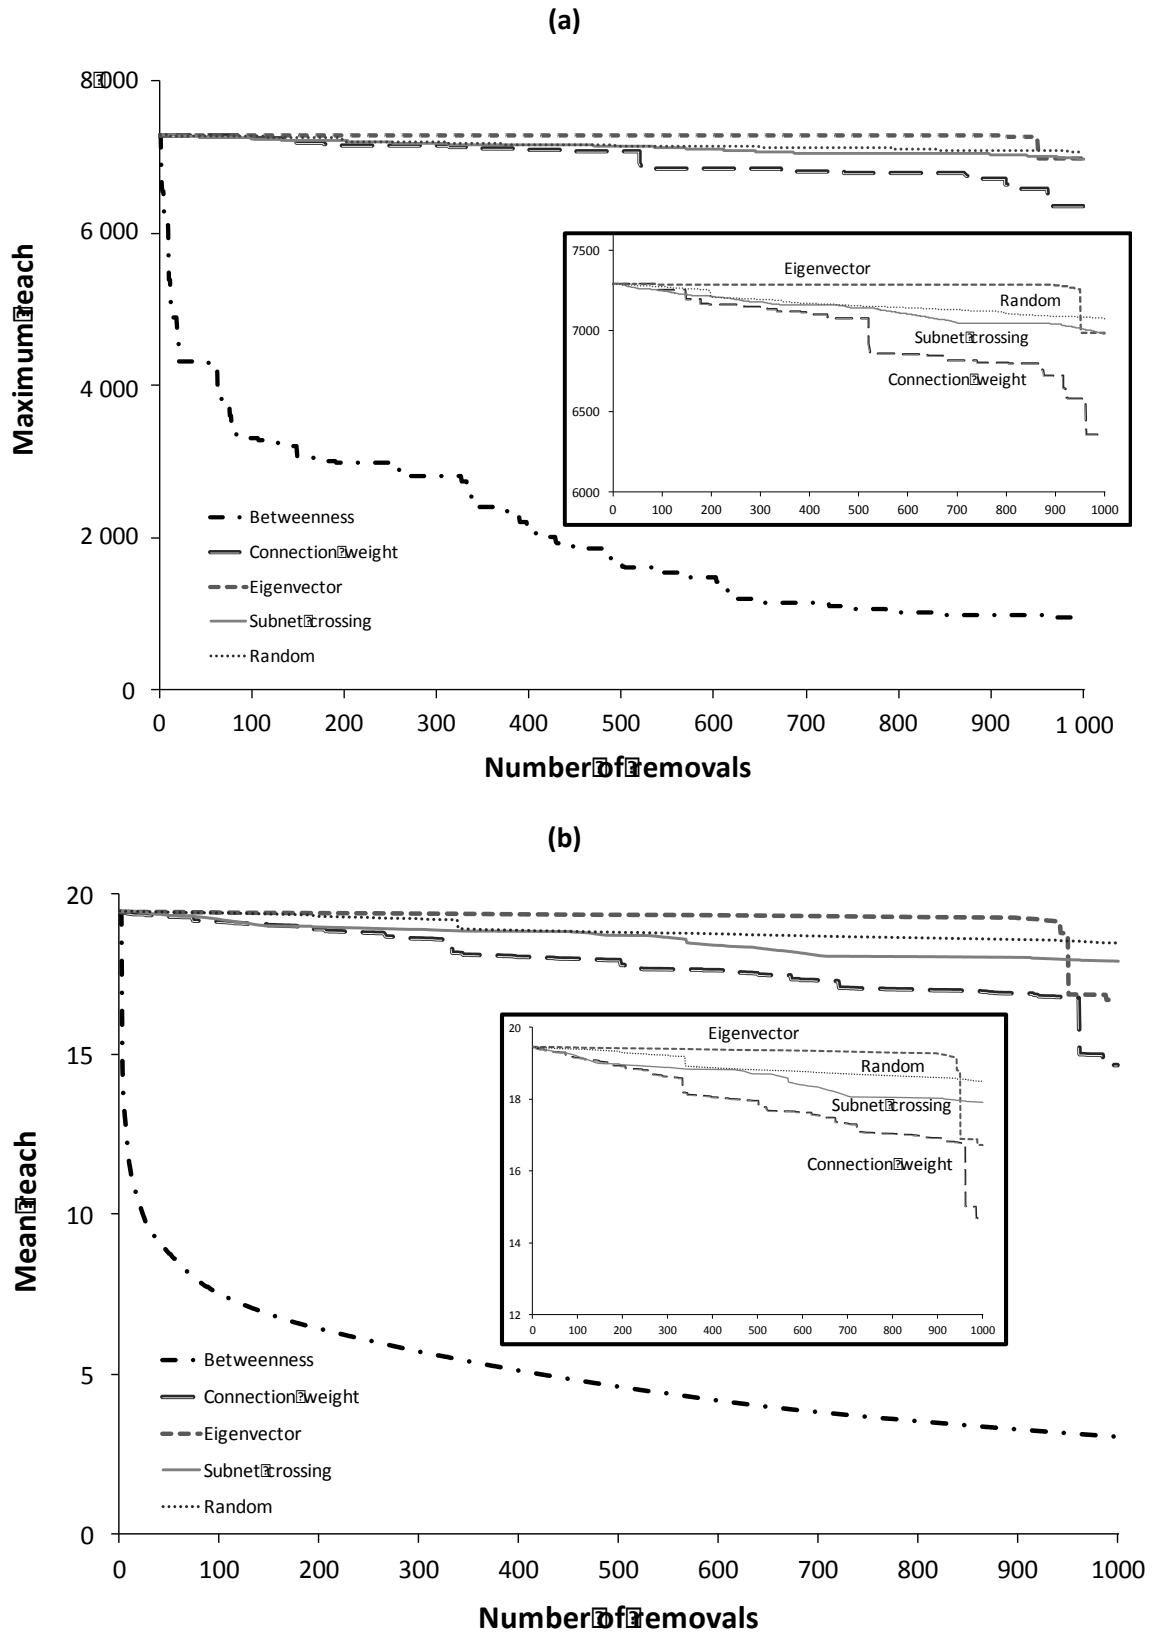 (a)
8 000
6 000
4 000
2 000
0
Maximum reach
7500
7000
6500
6000
Eigenvector
Random
Subnet crossing
Connection weight
0 100 200 300 400 500 600 700 800 900 1000
Betweenness
Connection weight
Eigenvector
Subnet crossing
Random
0 100 200 300 400 500 600 700 800 900 1 000
Number of removals
(b)
20
15
10
5
0
Mean reach
20
18
16
14
12
Eigenvector
Random
Subnet crossing
Connection weight
0 100 200 300 400 500 600 700 800 900 1000
Betweenness
Connection weight
Eigenvector
Subnet crossing
Random
0 100 200 300 400 500 600 700 800 900 1000
Number of removals